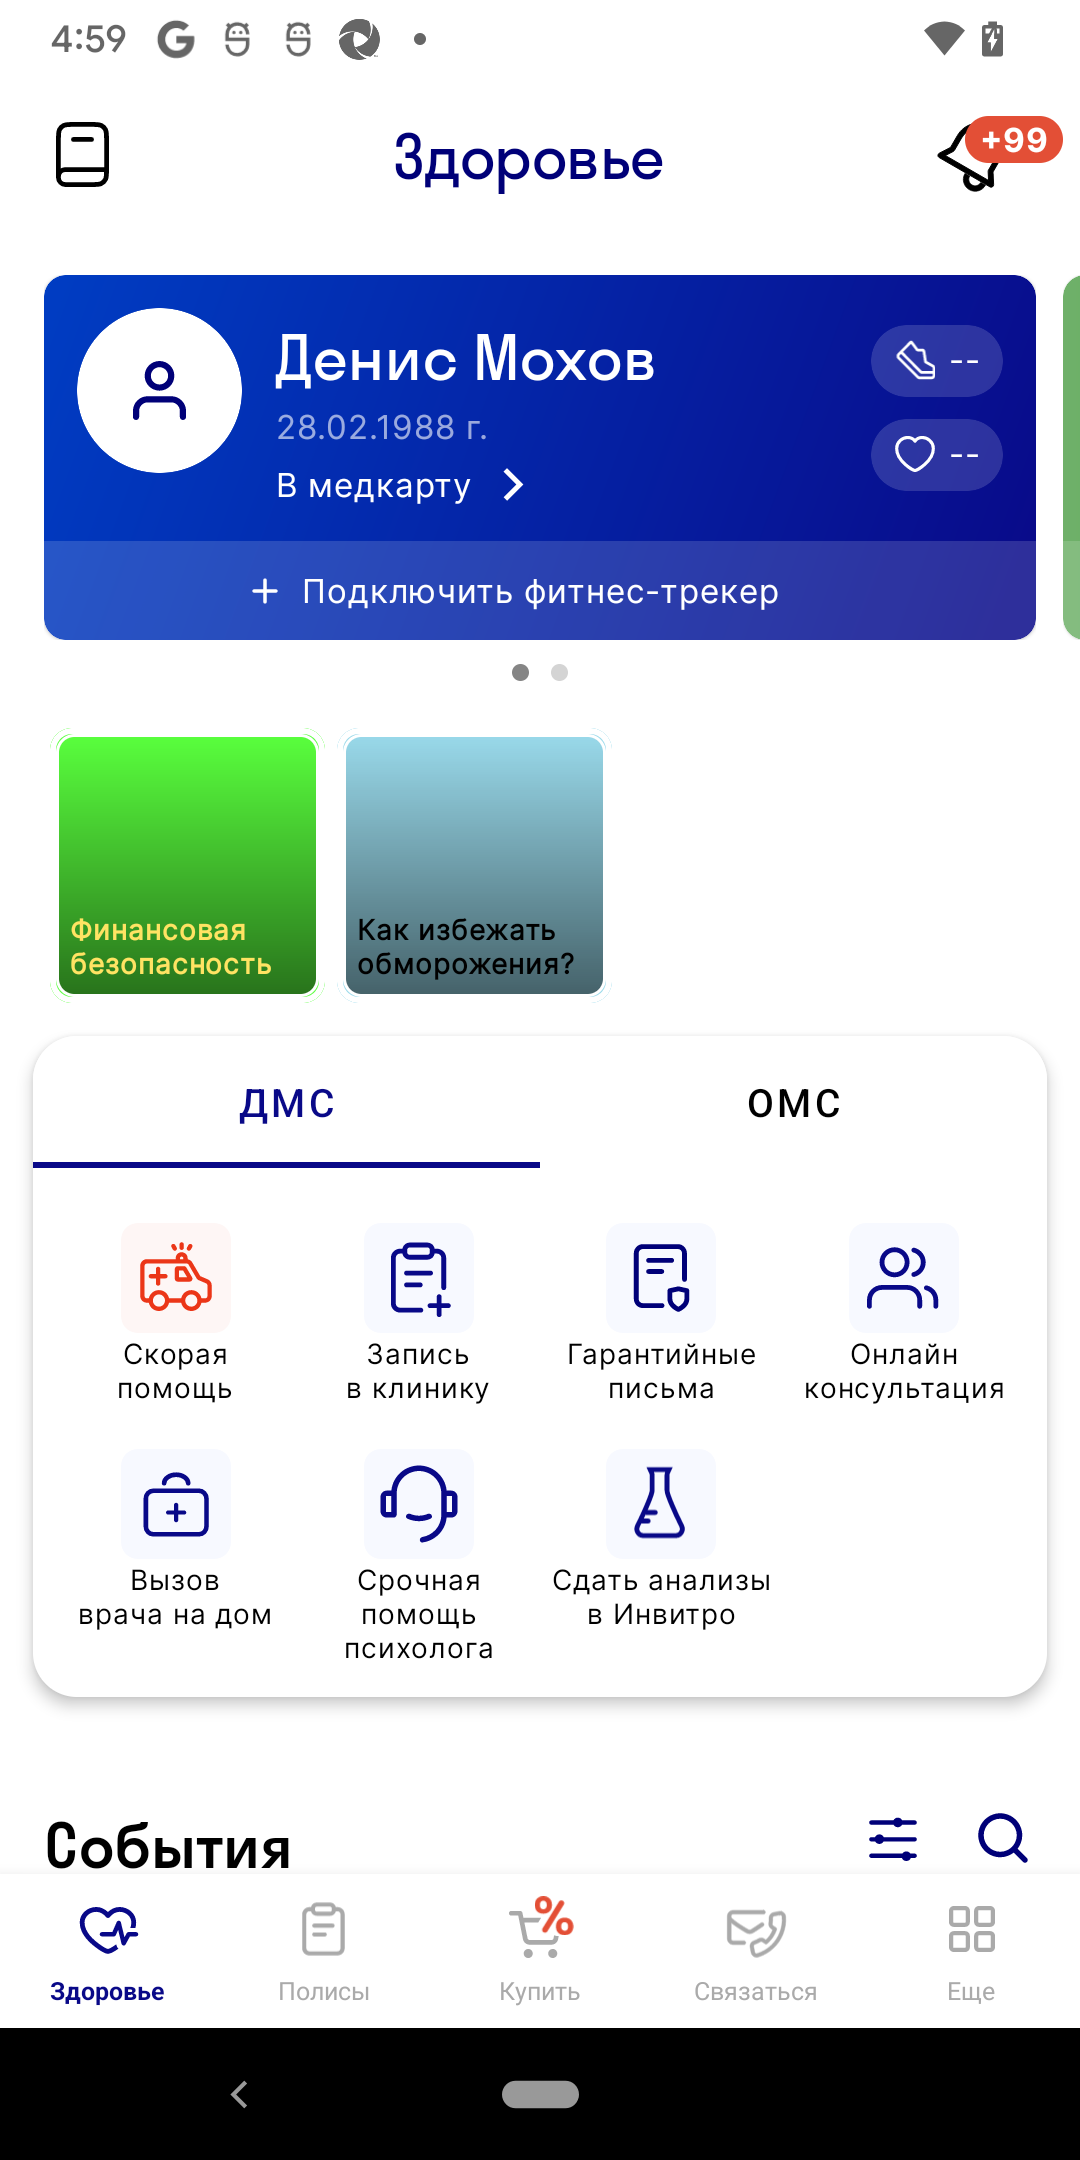 4:59
Здоровье
+99
Денис Мохов
28.02.1988 г.
В медкарту
--
--
+ Подключить фитнес-трекер
Финансовая
безопасность
Как избежать
обморожения?
ДМС
ОМС
Скорая
помощь
Запись
в клинику
Гарантийные
письма
Онлайн
консультация
Вызов
врача на дом
Срочная
помощь
психолога
Сдать анализы
в Инвитро
События
Здоровье
Полисы
Купить
Связаться
Еще